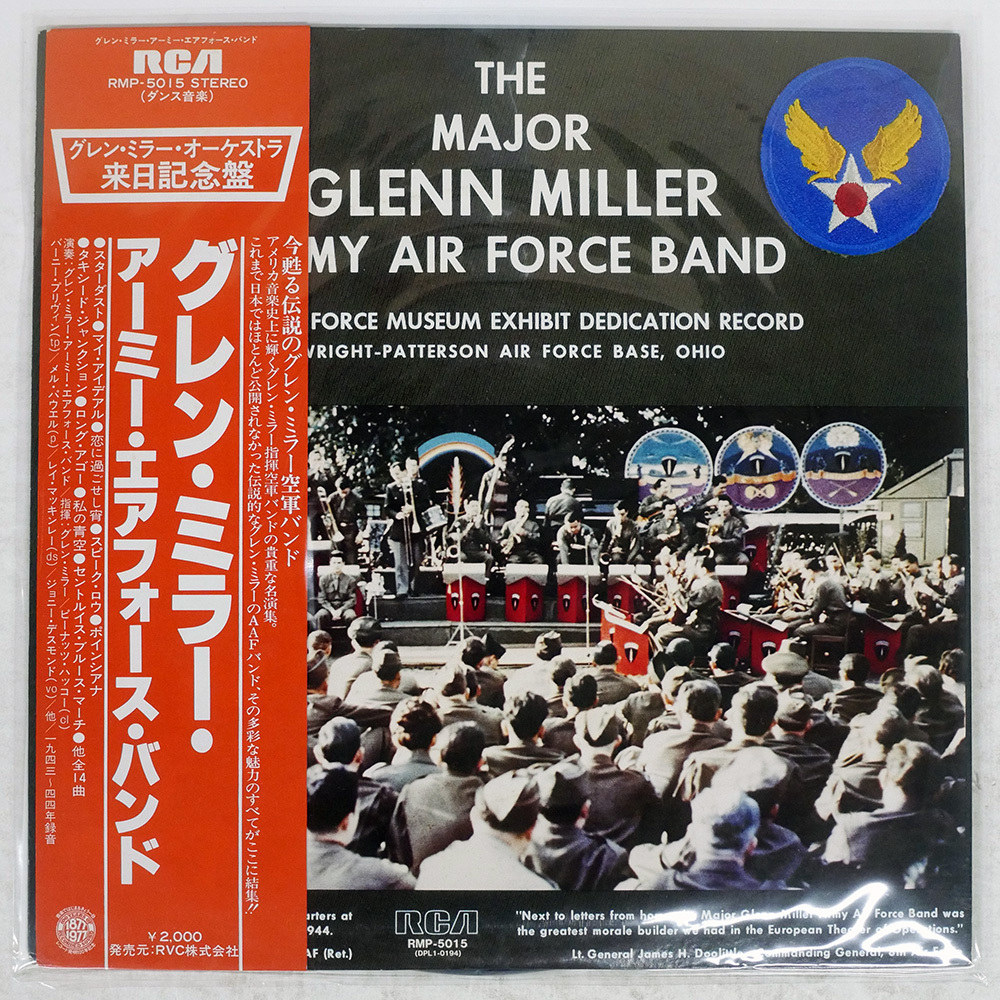 グレン・ミラー・アーミー・エアフォース・バンド
RCA
RMP-5015 STEREO
(ダンス音楽)
グレン・ミラー・オーケストラ
来日記念盤
グレン・ミラー・
アーミー・エアフォース・バンド
今甦る伝説のグレン・ミラー空軍バンド
アメリカ音楽史上に輝くグレン・ミラー指揮空軍バンドの貴重な名演集。
これまで日本ではほとんど公開されなかった伝説的なグレン・ミラーのAAFバンド、その多彩な魅力のすべてがここに結集!!
●スターダスト●マイ・アイデアル●恋に過ごせし宵●スピーク・ロウ●ポインシアナ
●タキシード・ジャンクション●ロング・アゴー●私の青空●セントルイス・ブルース・マーチ●他全14曲
演奏:グレン・ミラー・アーミー・エアフォース・バンド 指揮:グレン・ミラー/ピーナッツ・ハッコー(cl)
バーニー・プリヴィン(tp)/メル・パウエル(p)/レイ・マッキンレー(ds)/ジョニー・デスモンド(vo)/他/一九四三~四四年録音
1877
1977
¥2,000
発売元:RVC株式会社
THE
MAJOR
GLENN MILLER
MY AIR FORCE BAND
FORCE MUSEUM EXHIBIT DEDICATION RECORD
WRIGHT-PATTERSON AIR FORCE BASE, OHIO
arters at
944.
AF (Ret.)
RCA
RMP-5015
(DPL1-0194)
"Next to letters from home, Major Glenn Miller Army Air Force Band was
the greatest morale builder we had in the European Theater of Operations."
Lt. General James H. Doolittle, Commanding General, 8th